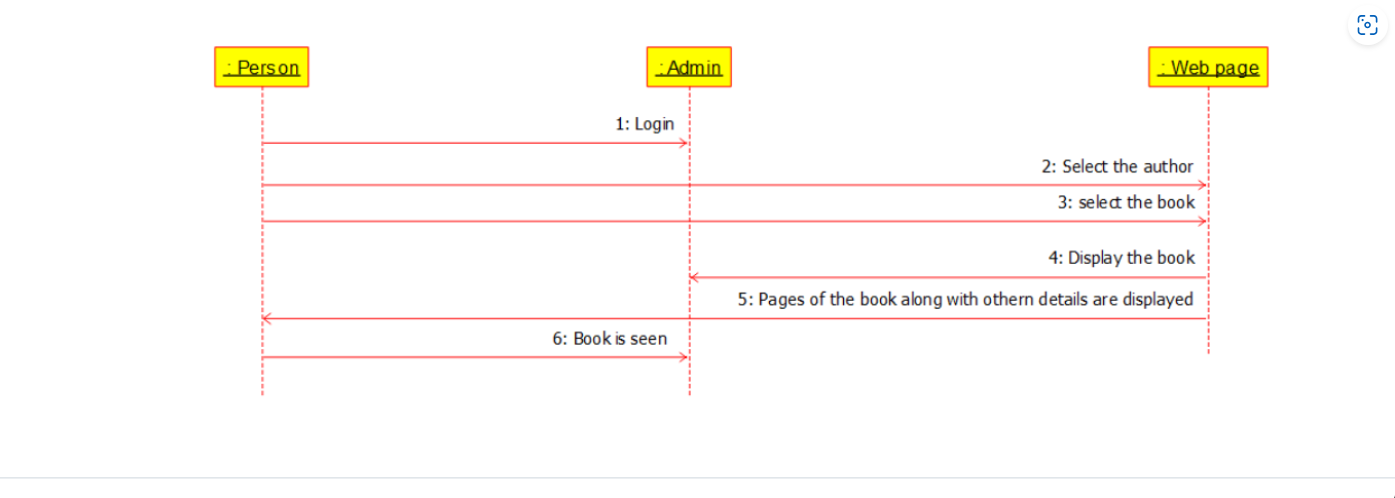 : Person
:Admin
: Web page
1: Login
2: Select the author
3: select the book
4: Display the book
5: Pages of the book along with othern details are displayed
6: Book is seen